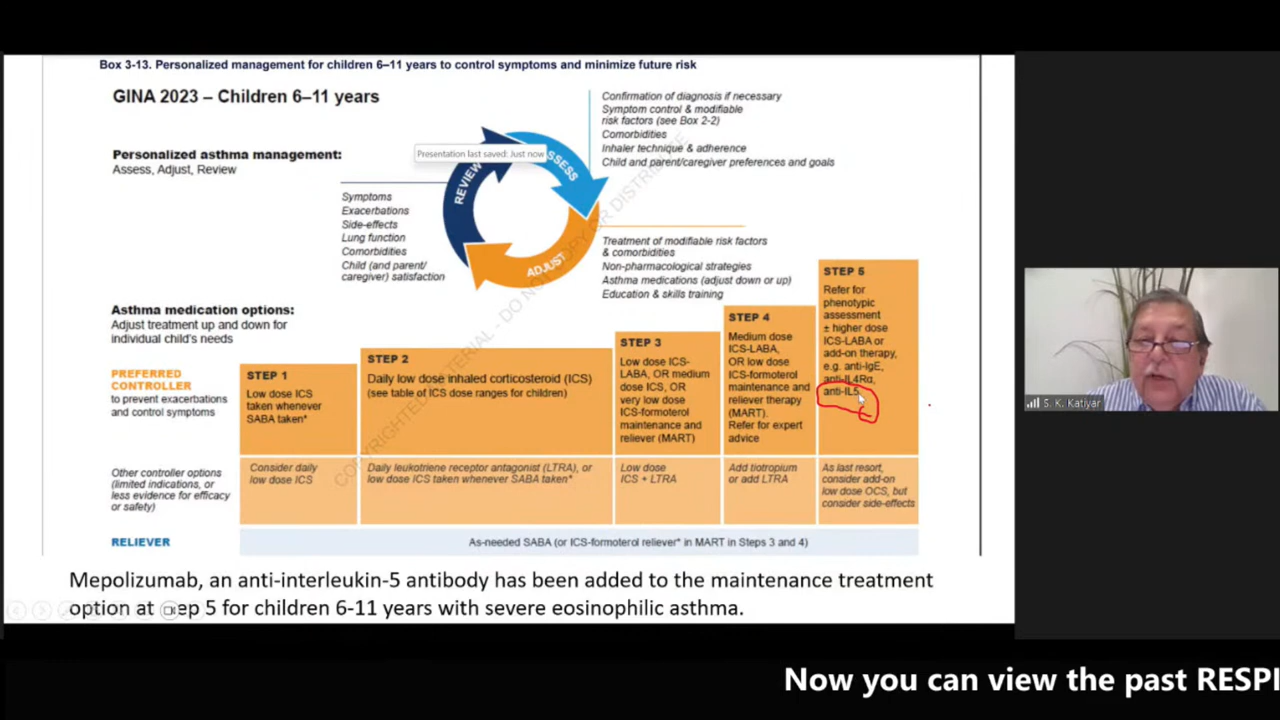 Box 3-13. Personalized management for children 6–11 years to control symptoms and minimize future risk
GINA 2023 – Children 6–11 years
Personalized asthma management:
Assess, Adjust, Review
Symptoms
Exacerbations
Side-effects
Lung function
Comorbidities
Child (and parent/
caregiver) satisfaction
Presentation last saved: Just now
REVIEW
ASSESS
ADJUST
Confirmation of diagnosis if necessary
Symptom control & modifiable
risk factors (see Box 2-2)
Comorbidities
Inhaler technique & adherence
Child and parent/caregiver preferences and goals
Treatment of modifiable risk factors
& comorbidities
Non-pharmacological strategies
Asthma medications (adjust down or up)
Education & skills training
Asthma medication options:
Adjust treatment up and down for
individual child's needs
PREFERRED
CONTROLLER
to prevent exacerbations
and control symptoms
STEP 1
Low dose ICS
taken whenever
SABA taken*
STEP 2
Daily low dose inhaled corticosteroid (ICS)
(see table of ICS dose ranges for children)
STEP 3
Low dose ICS-
LABA, OR medium
dose ICS, OR
very low dose
ICS-formoterol
maintenance and
reliever (MART)
STEP 4
Medium dose
ICS-LABA,
OR low dose
ICS-formoterol
maintenance and
reliever therapy
(MART).
Refer for expert
advice
STEP 5
Refer for
phenotypic
assessment
± higher dose
ICS-LABA or
add-on therapy,
e.g. anti-IgE,
anti-IL4Rα,
anti-IL5
Other controller options
(limited indications, or
less evidence for efficacy
or safety)
Consider daily
low dose ICS
Daily leukotriene receptor antagonist (LTRA), or
low dose ICS taken whenever SABA taken*
Low dose
ICS + LTRA
Add tiotropium
or add LTRA
As last resort,
consider add-on
low dose OCS, but
consider side-effects
RELIEVER
As-needed SABA (or ICS-formoterol reliever* in MART in Steps 3 and 4)
COPYRIGHTED MATERIAL - DO NOT COPY OR DISTRIBUTE
Mepolizumab, an anti-interleukin-5 antibody has been added to the maintenance treatment
option at ep 5 for children 6-11 years with severe eosinophilic asthma.
S. K. Katiyar
Now you can view the past RESPI